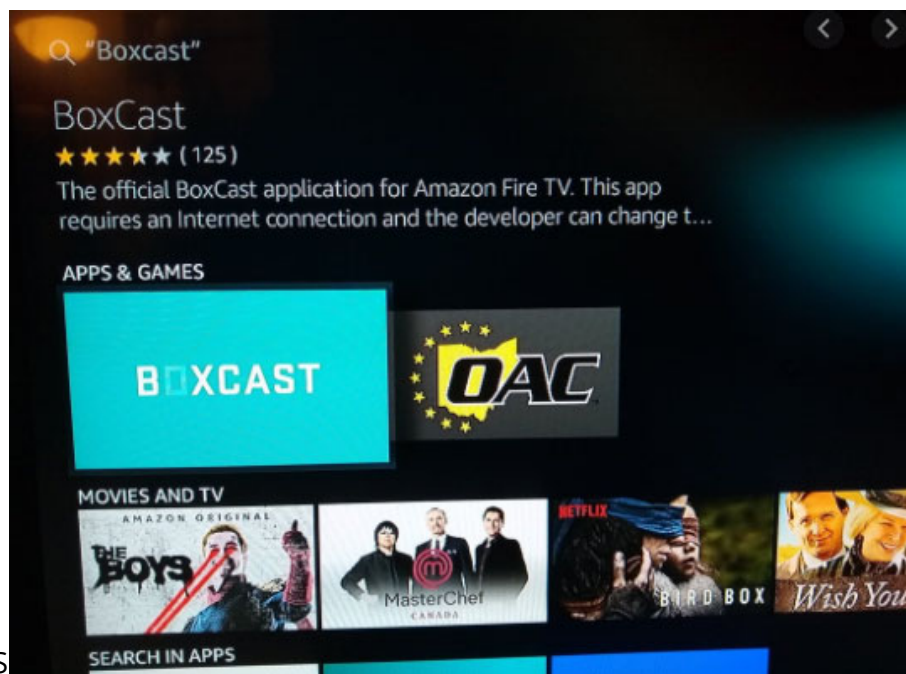 "Boxcast"
BoxCast
(125)
The official BoxCast application for Amazon Fire TV. This app
requires an Internet connection and the developer can change t...
APPS & GAMES
BOXCAST
OAC
MOVIES AND TV
AMAZON ORIGINAL
THE
BOYS
MasterChef
CANADA
NETFLIX
BIRD BOX
Wish You
SEARCH IN APPS
S